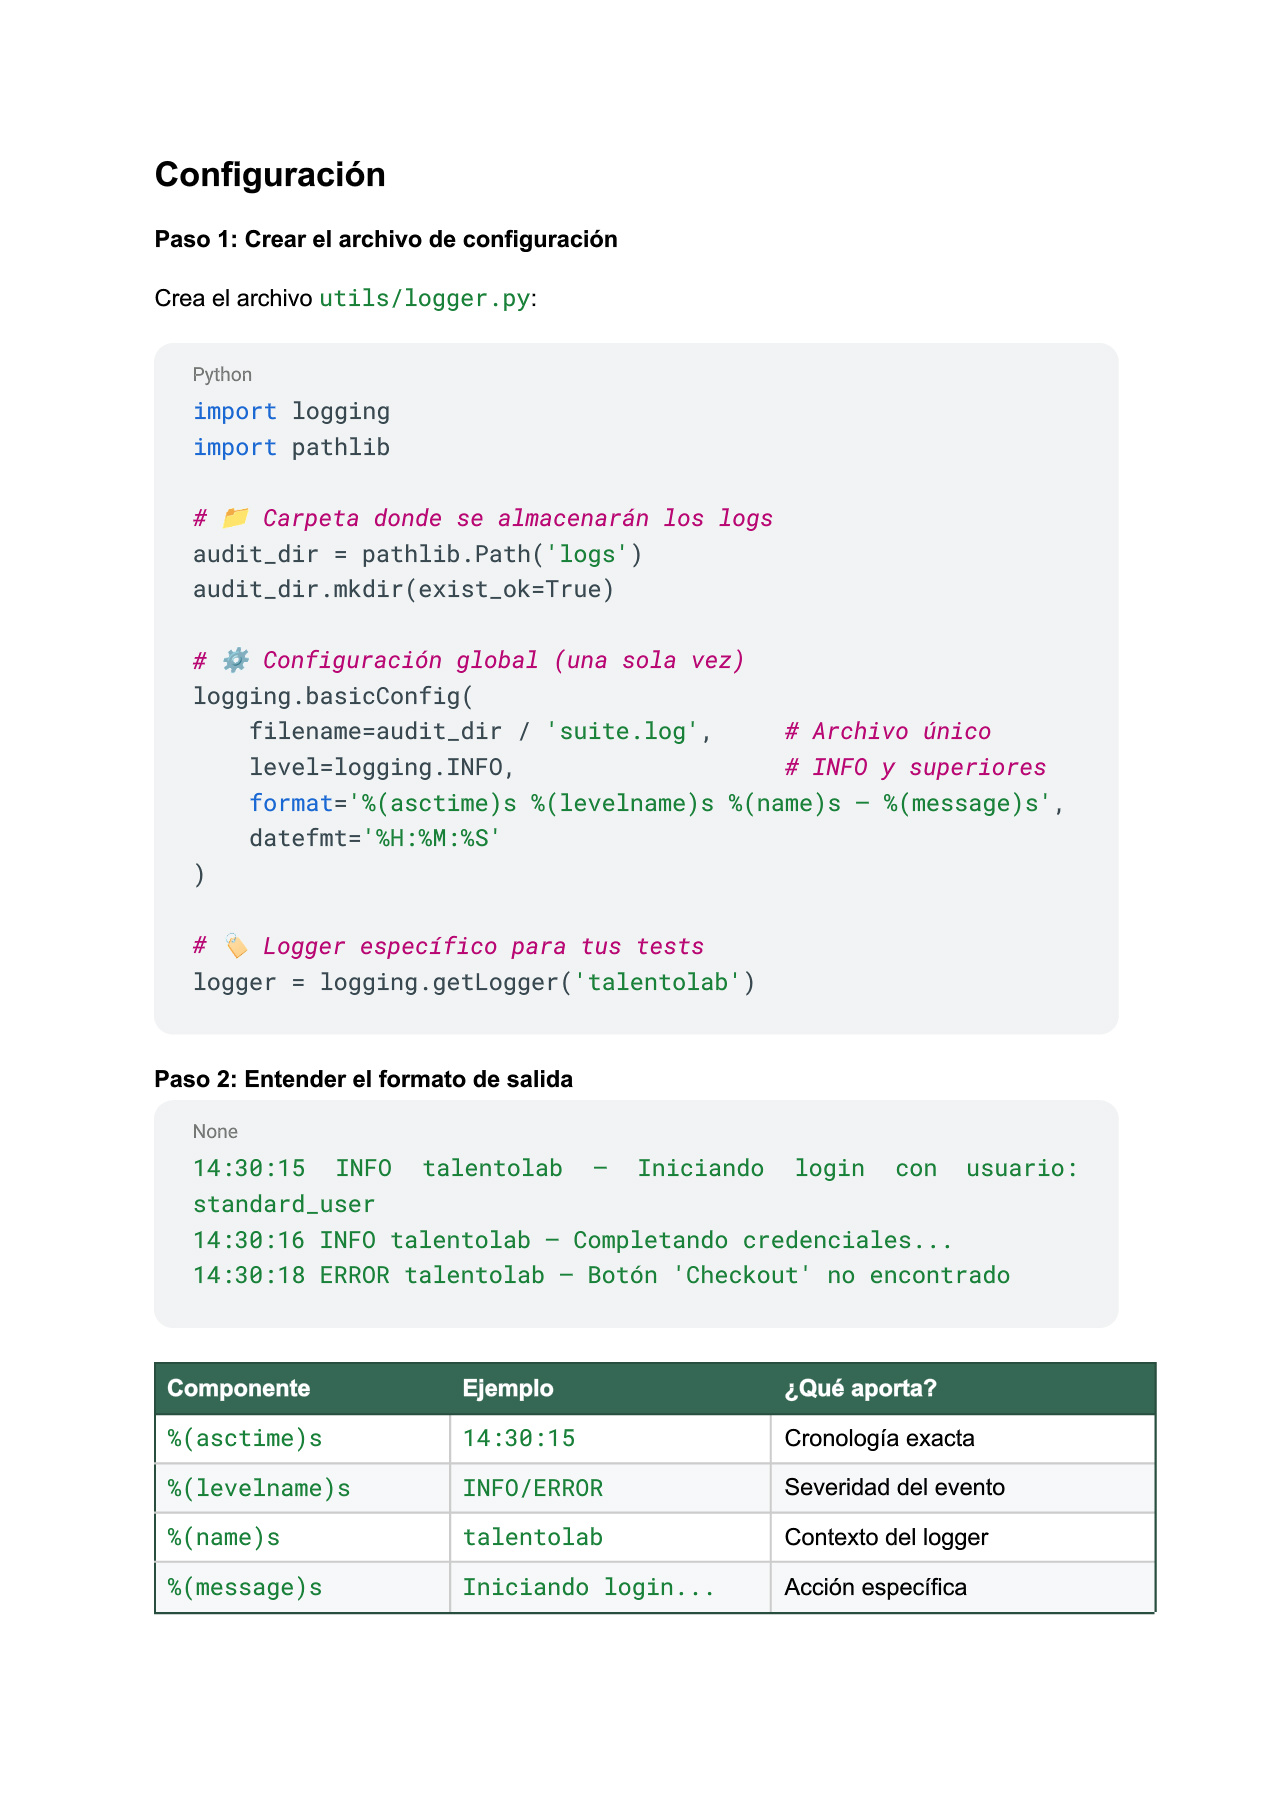 Configuración
Paso 1: Crear el archivo de configuración
Crea el archivo utils/logger.py:
Python
import logging
import pathlib
# 📁 Carpeta donde se almacenarán los logs
audit_dir = pathlib.Path('logs')
audit_dir.mkdir(exist_ok=True)
# ⚙️ Configuración global (una sola vez)
logging.basicConfig(
    filename=audit_dir / 'suite.log',     # Archivo único
    level=logging.INFO,                   # INFO y superiores
    format='%(asctime)s %(levelname)s %(name)s – %(message)s',
    datefmt='%H:%M:%S'
)
# 🏷️ Logger específico para tus tests
logger = logging.getLogger('talentolab')
Paso 2: Entender el formato de salida
None
14:30:15 INFO talentolab – Iniciando login con usuario:
standard_user
14:30:16 INFO talentolab – Completando credenciales...
14:30:18 ERROR talentolab – Botón 'Checkout' no encontrado
Componente Ejemplo ¿Qué aporta?
%(asctime)s 14:30:15 Cronología exacta
%(levelname)s INFO/ERROR Severidad del evento
%(name)s talentolab Contexto del logger
%(message)s Iniciando login... Acción específica